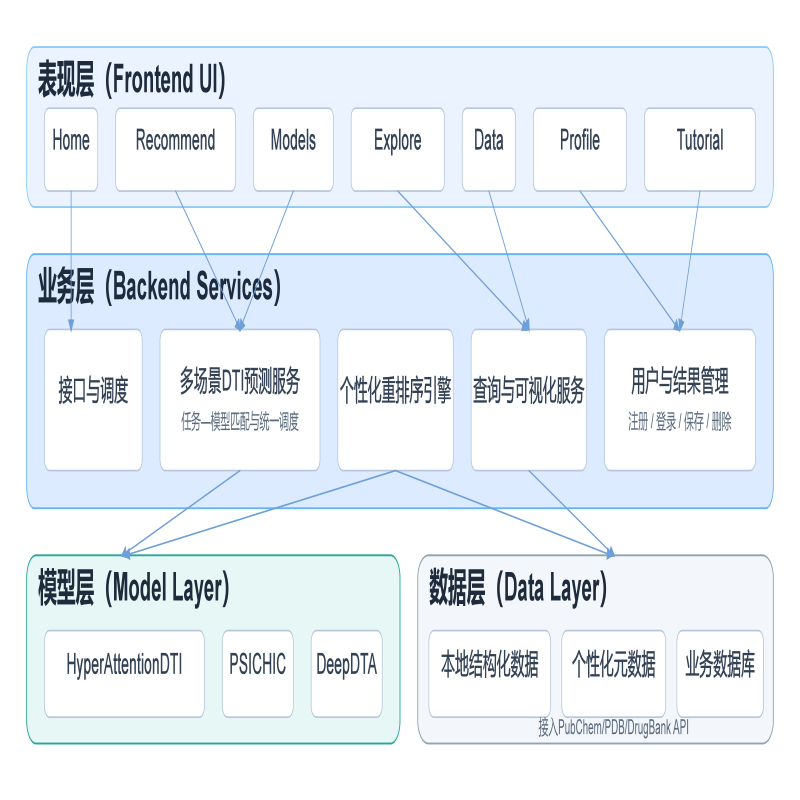 表现层（Frontend UI）
Home
Recommend
Models
Explore
Data
Profile
Tutorial
业务层（Backend Services）
接口与调度
多场景DTI预测服务
任务—模型匹配与统一调度
个性化重排序引擎
查询与可视化服务
用户与结果管理
注册 / 登录 / 保存 / 删除
模型层（Model Layer）
HyperAttentionDTI
PSICHIC
DeepDTA
数据层（Data Layer）
本地结构化数据
个性化元数据
业务数据库
接入PubChem/PDB/DrugBank API